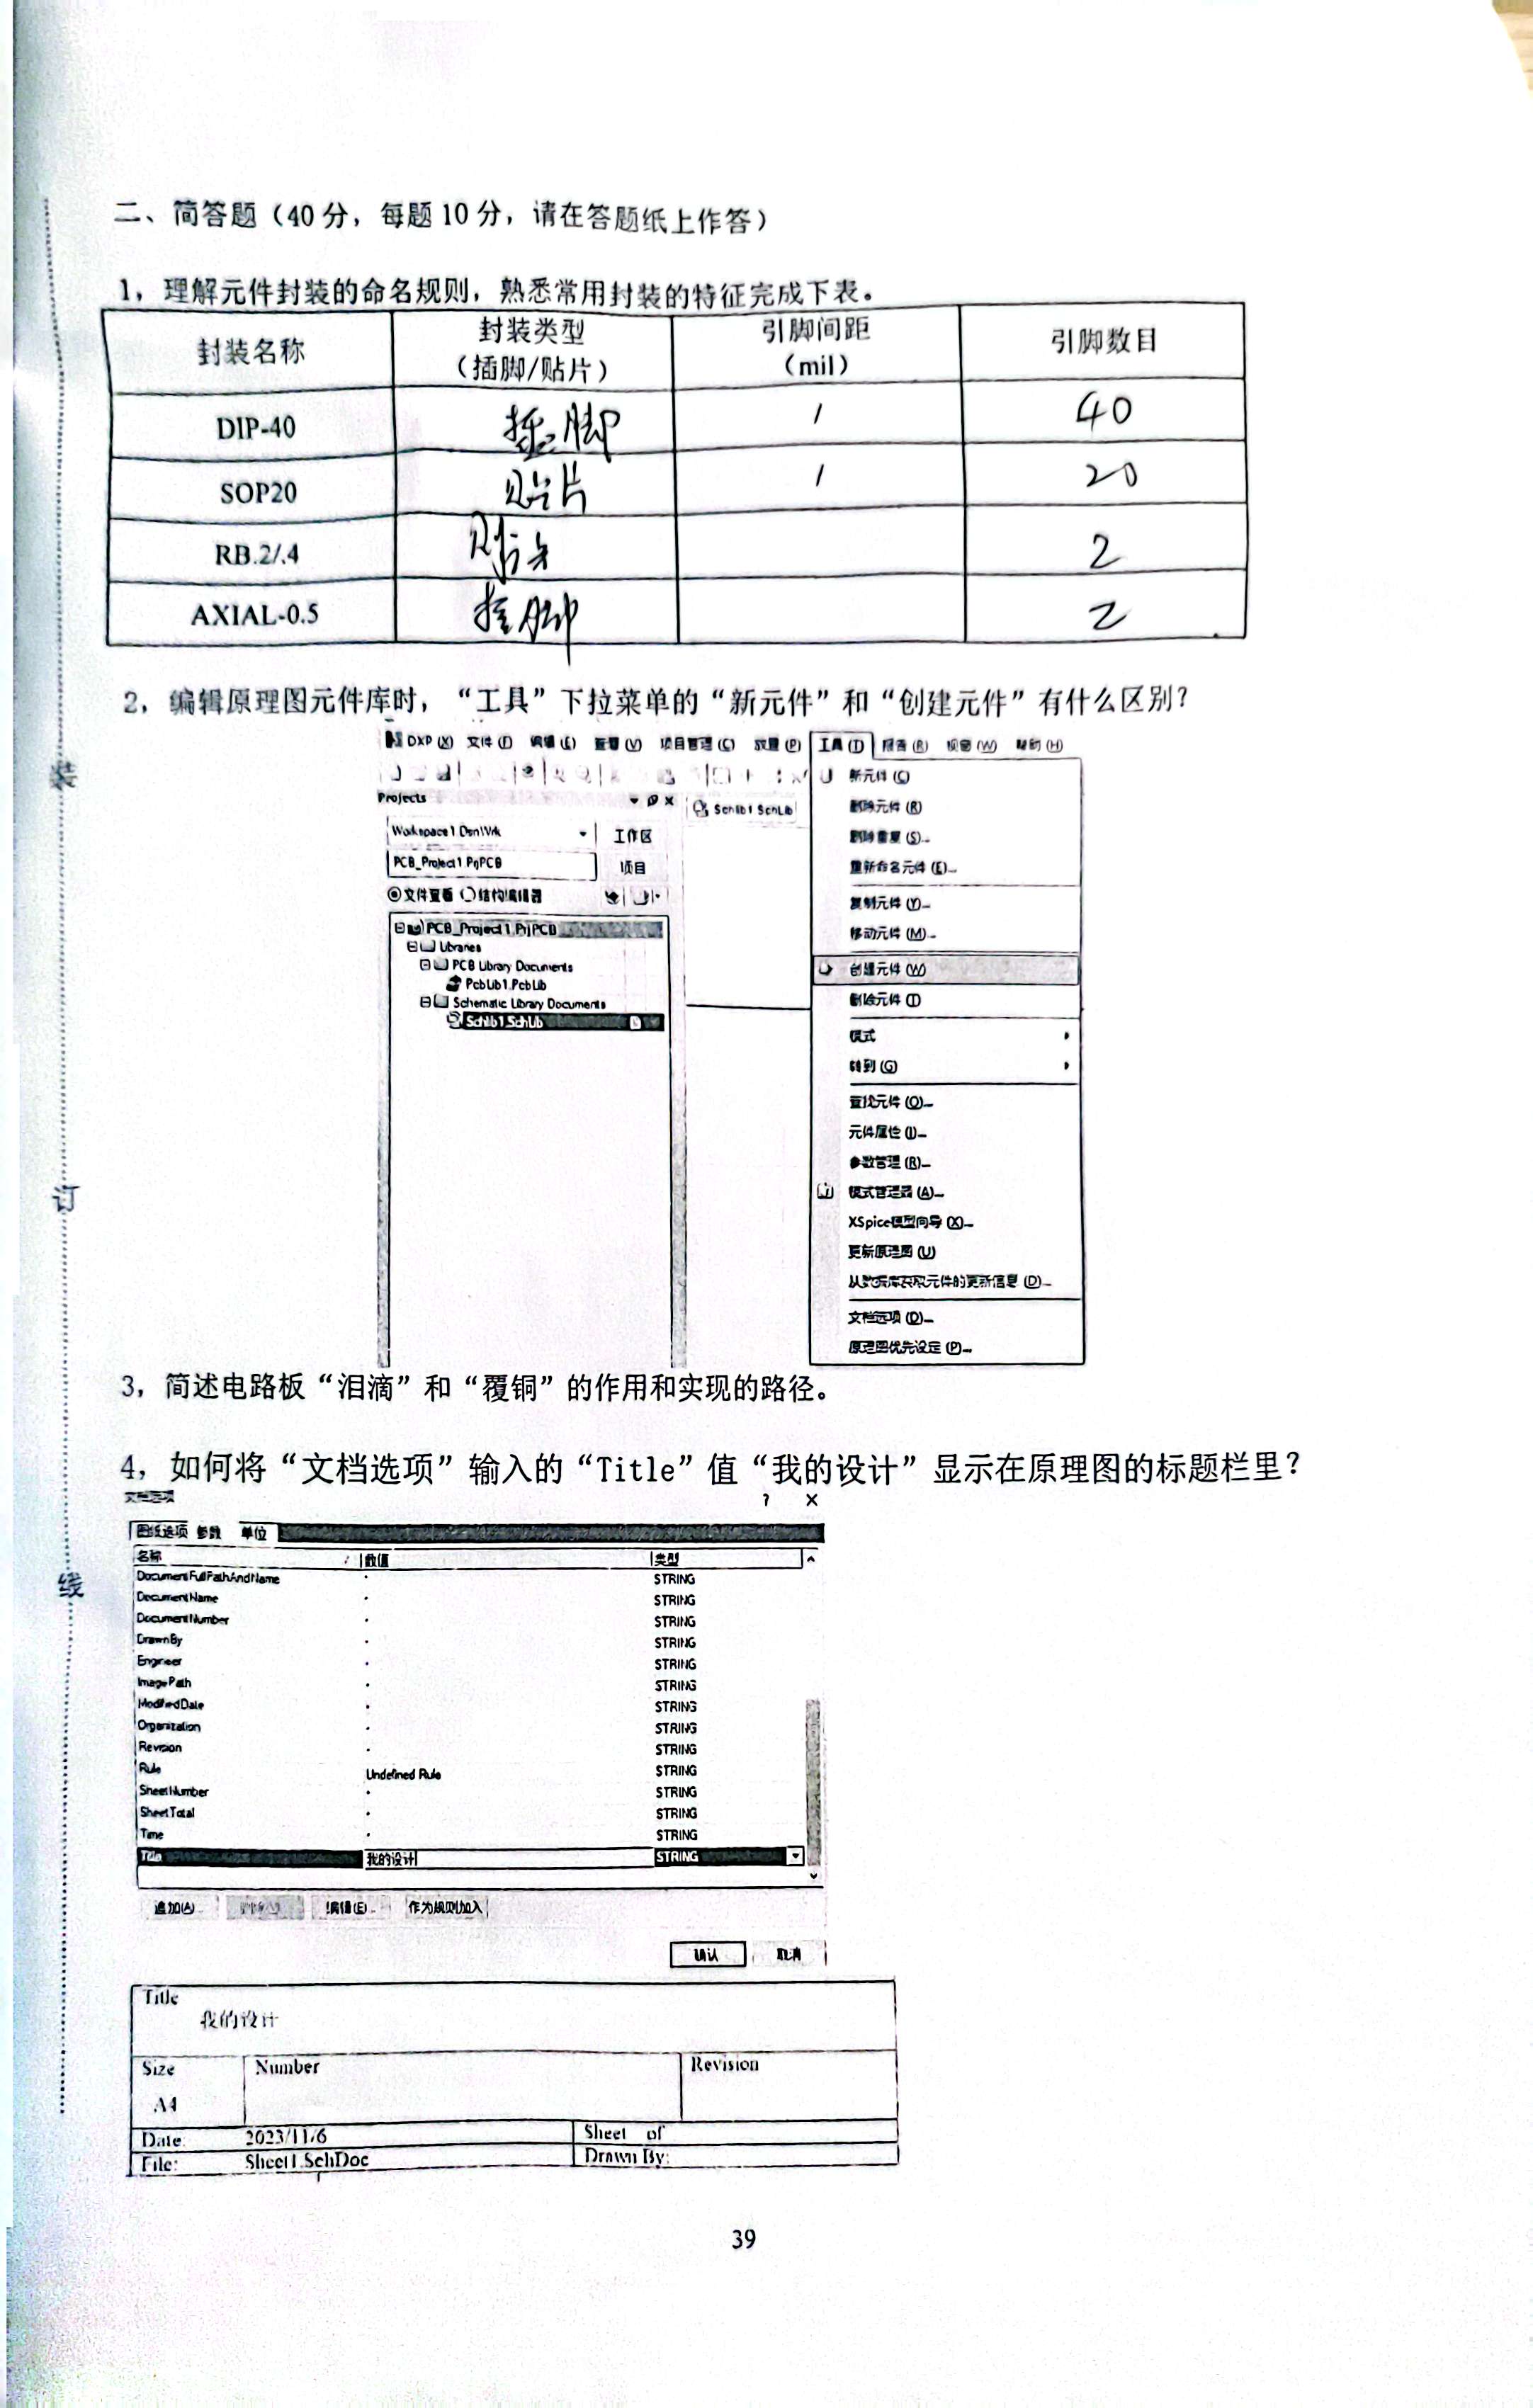 二、简答题（40分，每题10分，请在答题纸上作答）
1，理解元件封装的命名规则，熟悉常用封装的特征完成下表。
封装名称 封装类型（插脚/贴片） 引脚间距（mil） 引脚数目
DIP-40 插脚 / 40
SOP20 贴片 / 20
RB.2/.4 2
AXIAL-0.5 插脚 2
2，编辑原理图元件库时，“工具”下拉菜单的“新元件”和“创建元件”有什么区别？
DXP (X) 文件 (F) 编辑 (E) 查看 (V) 项目管理 (C) 放置 (P) 工具 (T) 报告 (R) 视窗 (W) 帮助 (H)
Projects
Schlib1.SchLib
Workspace1.DsnWrk 工作区
PCB_Project1.PrjPCB 项目
文件查看 结构编辑器
PCB_Project1.PrjPCB
Libraries
PCB Library Documents
PcbLib1.PcbLib
Schematic Library Documents
Schlib1.SchLib
新元件 (C)
删除元件 (R)
删除重复 (S)...
重新命名元件 (E)...
复制元件 (Y)...
移动元件 (M)...
创建元件 (W)
删除元件 (T)
模式
转到 (G)
查找元件 (O)...
元件属性 (I)...
参数管理 (R)...
模式管理器 (A)...
XSpice模型向导 (X)...
更新原理图 (U)
从数据库获取元件的更新信息 (D)...
文档选项 (D)...
原理图优先设定 (P)...
3，简述电路板“泪滴”和“覆铜”的作用和实现的路径。
4，如何将“文档选项”输入的“Title”值“我的设计”显示在原理图的标题栏里？
文档选项 ? ×
图纸选项 参数 单位
名称 / 数值 类型
DocumentFullPathAndName * STRING
DocumentName * STRING
DocumentNumber * STRING
DrawnBy * STRING
Engineer * STRING
ImagePath * STRING
ModifiedDate * STRING
Organization * STRING
Revision * STRING
Rule Undefined Rule STRING
SheetNumber * STRING
SheetTotal * STRING
Time * STRING
Title 我的设计 STRING
追加(A)... 编辑(E)... 作为规则加入
确认 取消
Title
我的设计
Size Number Revision
A4
Date: 2023/11/6 Sheet of
File: Sheet1.SchDoc Drawn By:
39
装
订
线